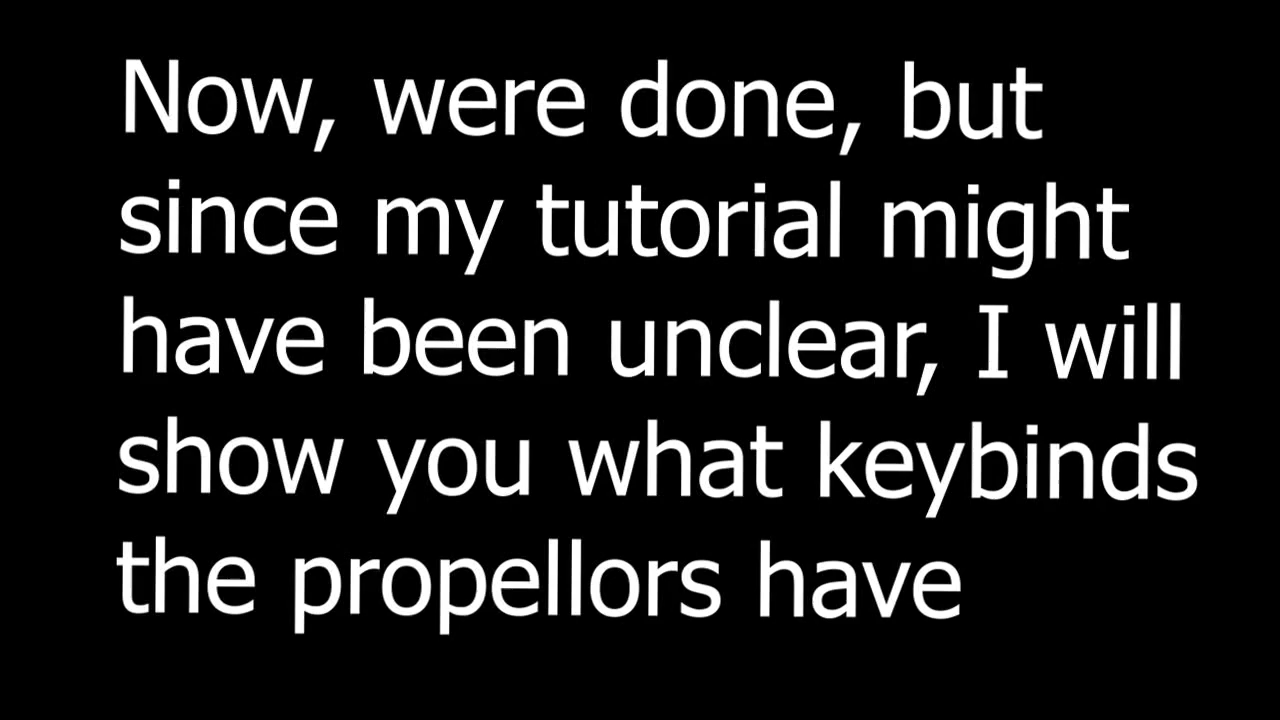 Now, were done, but
since my tutorial might
have been unclear, I will
show you what keybinds
the propellors have